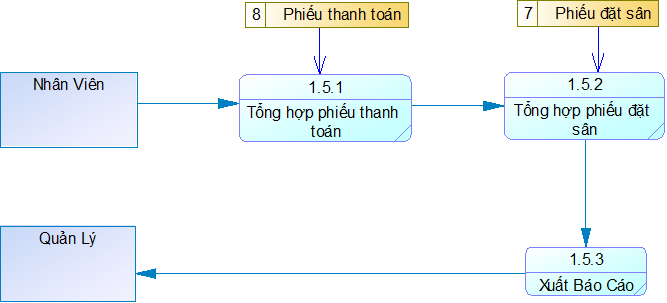 8 Phiếu thanh toán
7 Phiếu đặt sân
Nhân Viên
1.5.1
Tổng hợp phiếu thanh
toán
1.5.2
Tổng hợp phiếu đặt
sân
Quản Lý
1.5.3
Xuất Báo Cáo